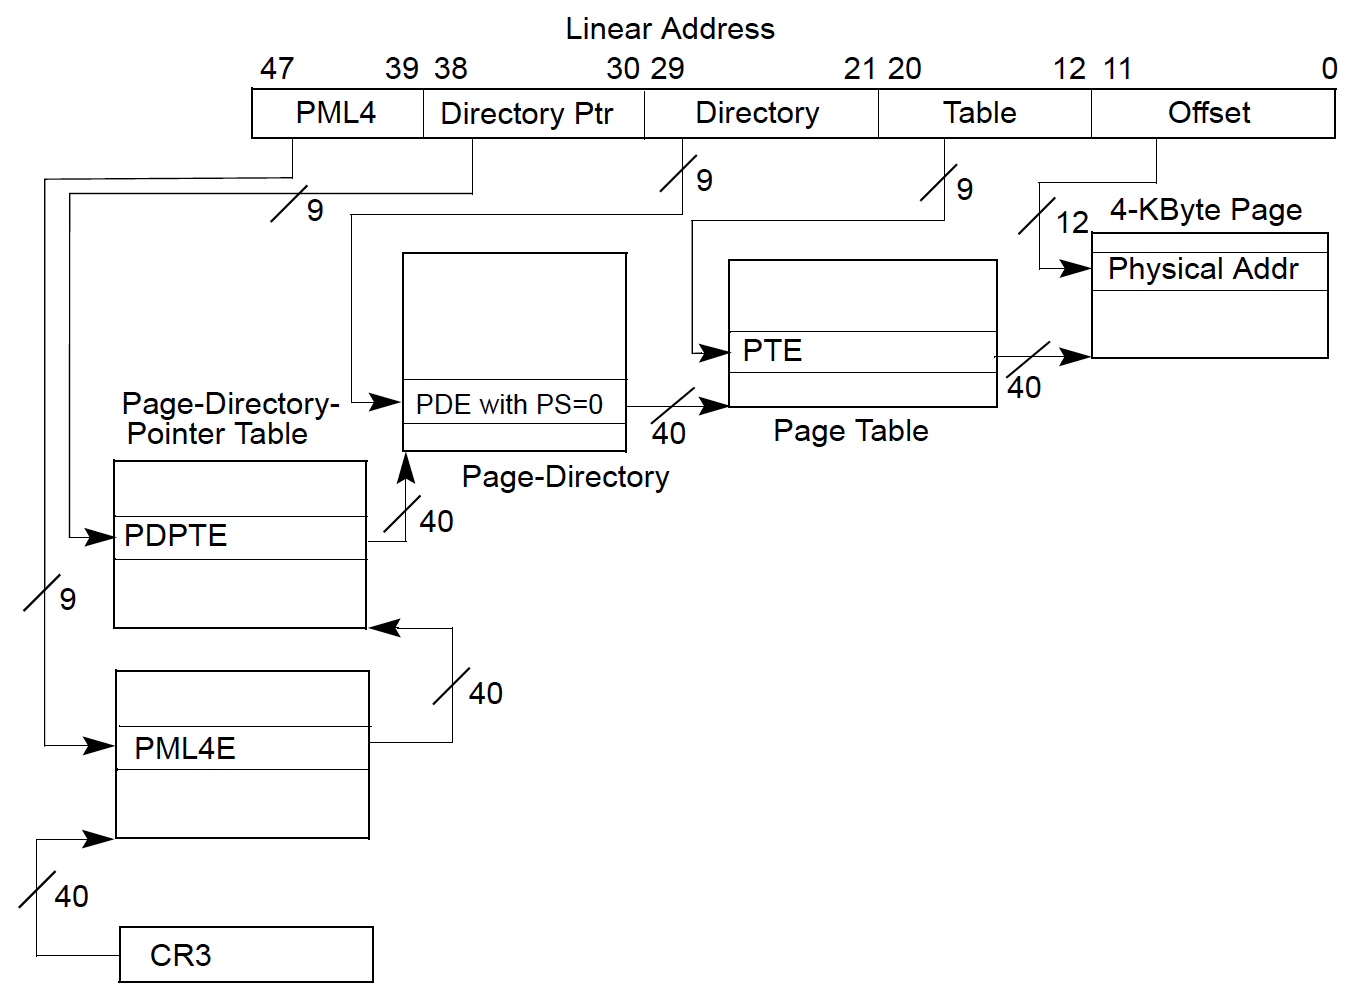 Linear Address
47 39 38 30 29 21 20 12 11 0
PML4 Directory Ptr Directory Table Offset
9 9 9 12
4-KByte Page
Physical Addr
PTE
40
Page Table
PDE with PS=0
40
Page-Directory
Page-Directory-
Pointer Table
PDPTE
40
9
PML4E
40
40
CR3